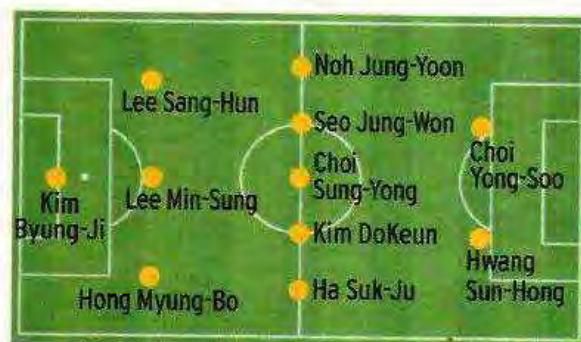 Kim
Byung-Ji
Lee Sang-Hun
Lee Min-Sung
Hong Myung-Bo
Noh Jung-Yoon
Seo Jung-Won
Choi
Sung-Yong
Kim DoKeun
Ha Suk-Ju
Choi
Yong-Soo
Hwang
Sun-Hong